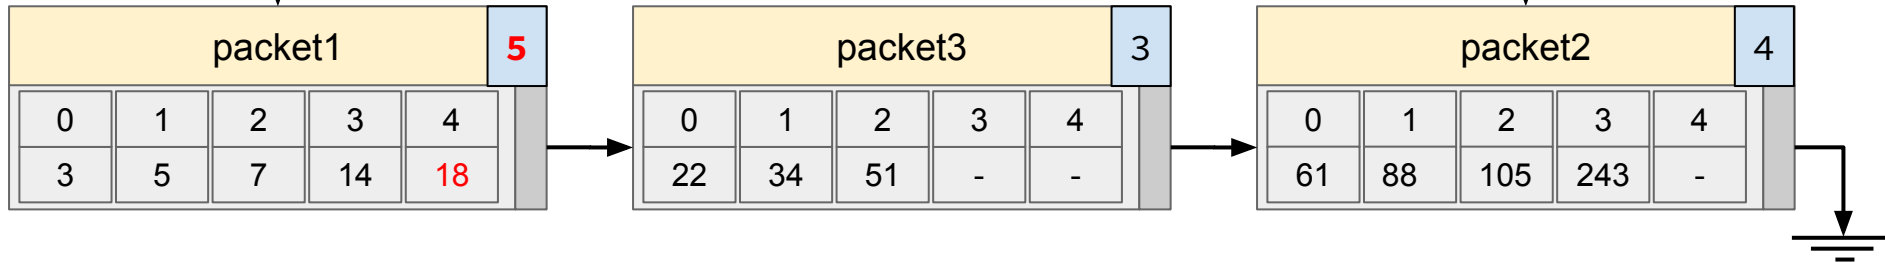 packet1 5
0 1 2 3 4
3 5 7 14 18
packet3 3
0 1 2 3 4
22 34 51 - -
packet2 4
0 1 2 3 4
61 88 105 243 -